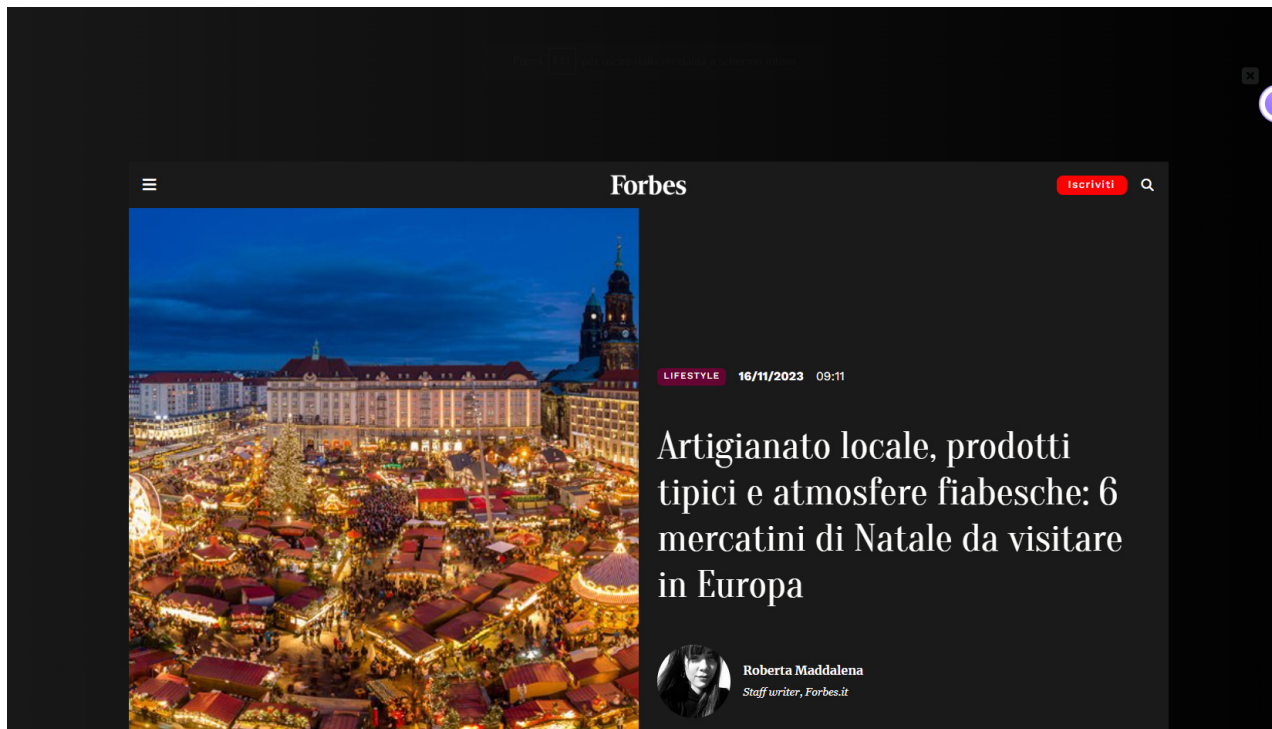 Forbes
Iscriviti
LIFESTYLE 16/11/2023 09:11
Artigianato locale, prodotti
tipici e atmosfere fiabesche: 6
mercatini di Natale da visitare
in Europa
Roberta Maddalena
Staff writer, Forbes.it